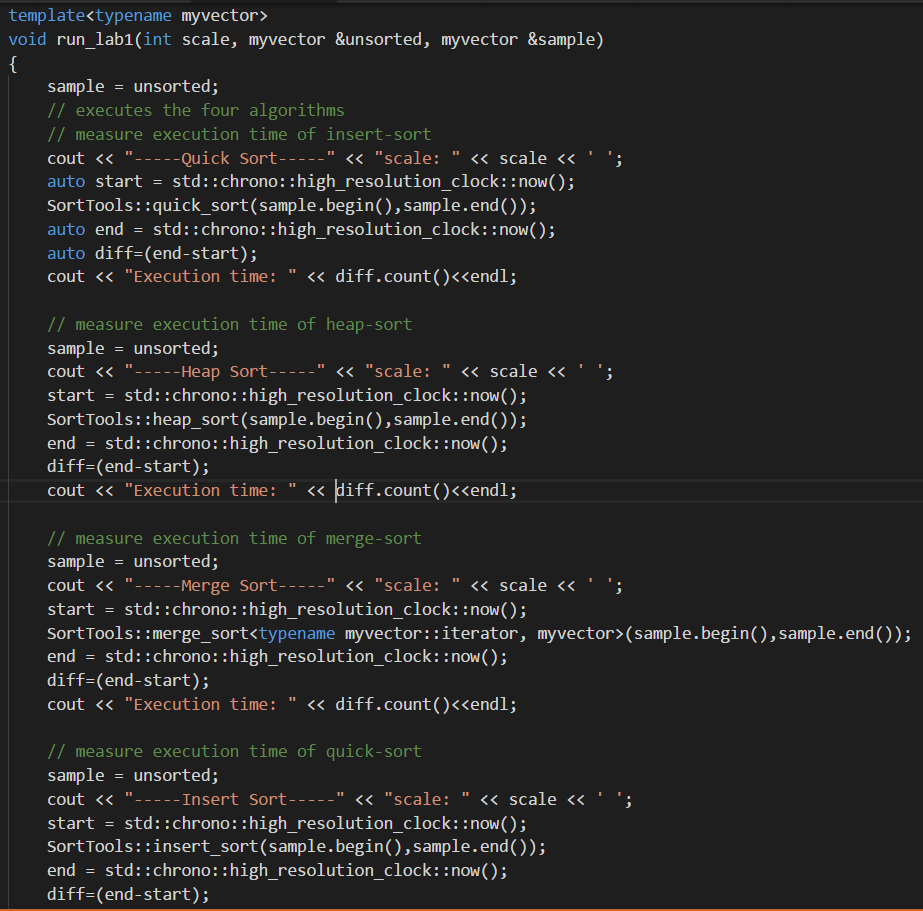 template<typename myvector>
void run_lab1(int scale, myvector &unsorted, myvector &sample)
{
    sample = unsorted;
    // executes the four algorithms
    // measure execution time of insert-sort
    cout << "-----Quick Sort-----" << "scale: " << scale << ' ';
    auto start = std::chrono::high_resolution_clock::now();
    SortTools::quick_sort(sample.begin(),sample.end());
    auto end = std::chrono::high_resolution_clock::now();
    auto diff=(end-start);
    cout << "Execution time: " << diff.count()<<endl;

    // measure execution time of heap-sort
    sample = unsorted;
    cout << "-----Heap Sort-----" << "scale: " << scale << ' ';
    start = std::chrono::high_resolution_clock::now();
    SortTools::heap_sort(sample.begin(),sample.end());
    end = std::chrono::high_resolution_clock::now();
    diff=(end-start);
    cout << "Execution time: " << diff.count()<<endl;

    // measure execution time of merge-sort
    sample = unsorted;
    cout << "-----Merge Sort-----" << "scale: " << scale << ' ';
    start = std::chrono::high_resolution_clock::now();
    SortTools::merge_sort<typename myvector::iterator, myvector>(sample.begin(),sample.end());
    end = std::chrono::high_resolution_clock::now();
    diff=(end-start);
    cout << "Execution time: " << diff.count()<<endl;

    // measure execution time of quick-sort
    sample = unsorted;
    cout << "-----Insert Sort-----" << "scale: " << scale << ' ';
    start = std::chrono::high_resolution_clock::now();
    SortTools::insert_sort(sample.begin(),sample.end());
    end = std::chrono::high_resolution_clock::now();
    diff=(end-start);